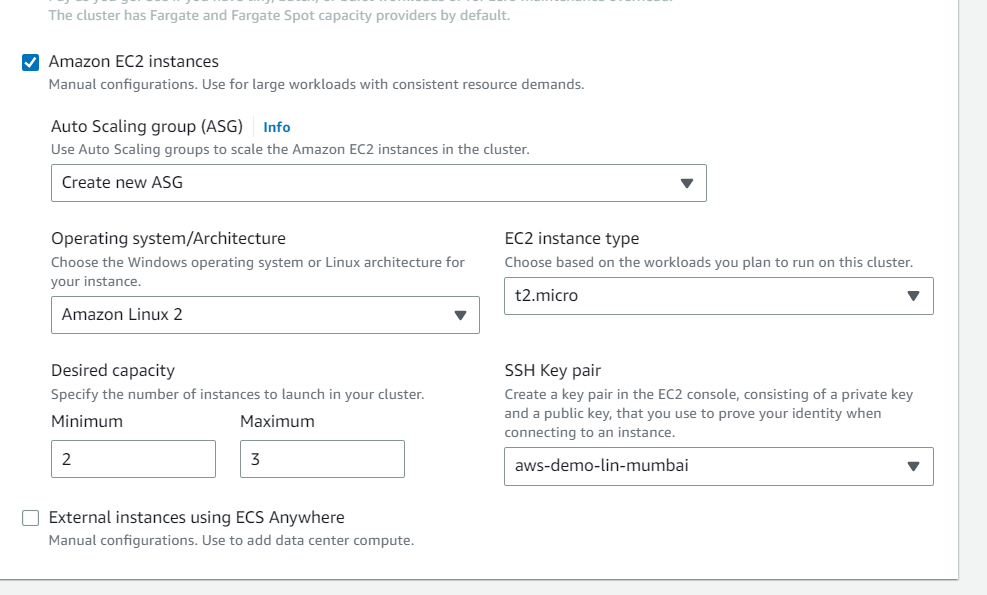 The cluster has Fargate and Fargate Spot capacity providers by default.
Amazon EC2 instances
Manual configurations. Use for large workloads with consistent resource demands.
Auto Scaling group (ASG) Info
Use Auto Scaling groups to scale the Amazon EC2 instances in the cluster.
Create new ASG
Operating system/Architecture
Choose the Windows operating system or Linux architecture for
your instance.
Amazon Linux 2
EC2 instance type
Choose based on the workloads you plan to run on this cluster.
t2.micro
Desired capacity
Specify the number of instances to launch in your cluster.
Minimum
2
Maximum
3
SSH Key pair
Create a key pair in the EC2 console, consisting of a private key
and a public key, that you use to prove your identity when
connecting to an instance.
aws-demo-lin-mumbai
External instances using ECS Anywhere
Manual configurations. Use to add data center compute.